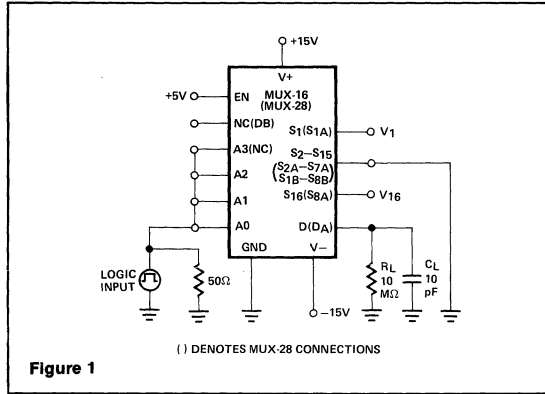 +15V
V+
+5V
EN
MUX-16
(MUX-28)
NC(DB)
S1(S1A)
V1
A3(NC)
S2–S15
(S2A–S7A
S1B–S8B)
A2
A1
S16(S8A)
V16
A0
D(DA)
GND
V−
LOGIC
INPUT
50Ω
RL
10
MΩ
CL
10
pF
−15V
( ) DENOTES MUX-28 CONNECTIONS
Figure 1